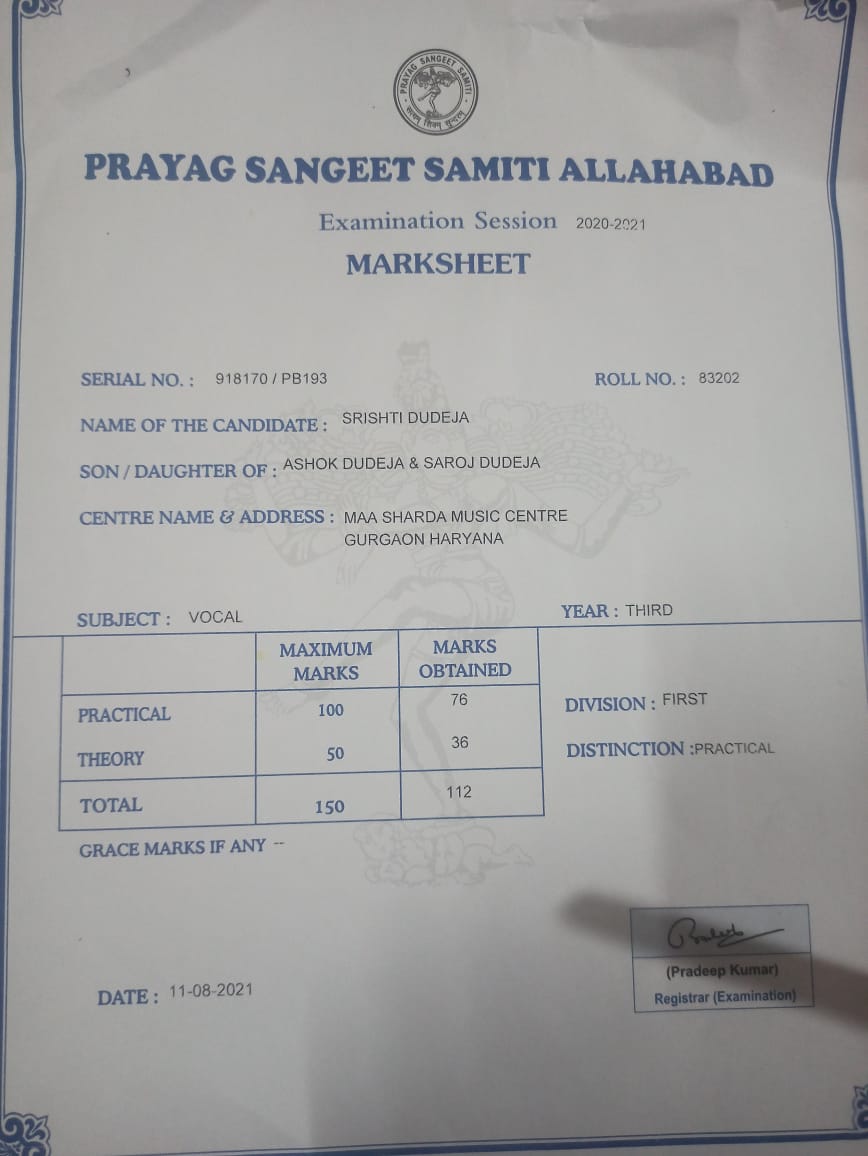 PRAYAG SANGEET SAMITI
सत्यम् शिवम् सुन्दरम्
PRAYAG SANGEET SAMITI ALLAHABAD
Examination Session 2020-2021
MARKSHEET
SERIAL NO. : 918170 / PB193 ROLL NO. : 83202
NAME OF THE CANDIDATE : SRISHTI DUDEJA
SON / DAUGHTER OF : ASHOK DUDEJA & SAROJ DUDEJA
CENTRE NAME & ADDRESS : MAA SHARDA MUSIC CENTRE
GURGAON HARYANA
SUBJECT : VOCAL YEAR : THIRD
MAXIMUM MARKS MARKS OBTAINED
PRACTICAL 100 76 DIVISION : FIRST
THEORY 50 36 DISTINCTION :PRACTICAL
TOTAL 150 112
GRACE MARKS IF ANY --
(Pradeep Kumar)
Registrar (Examination)
DATE : 11-08-2021